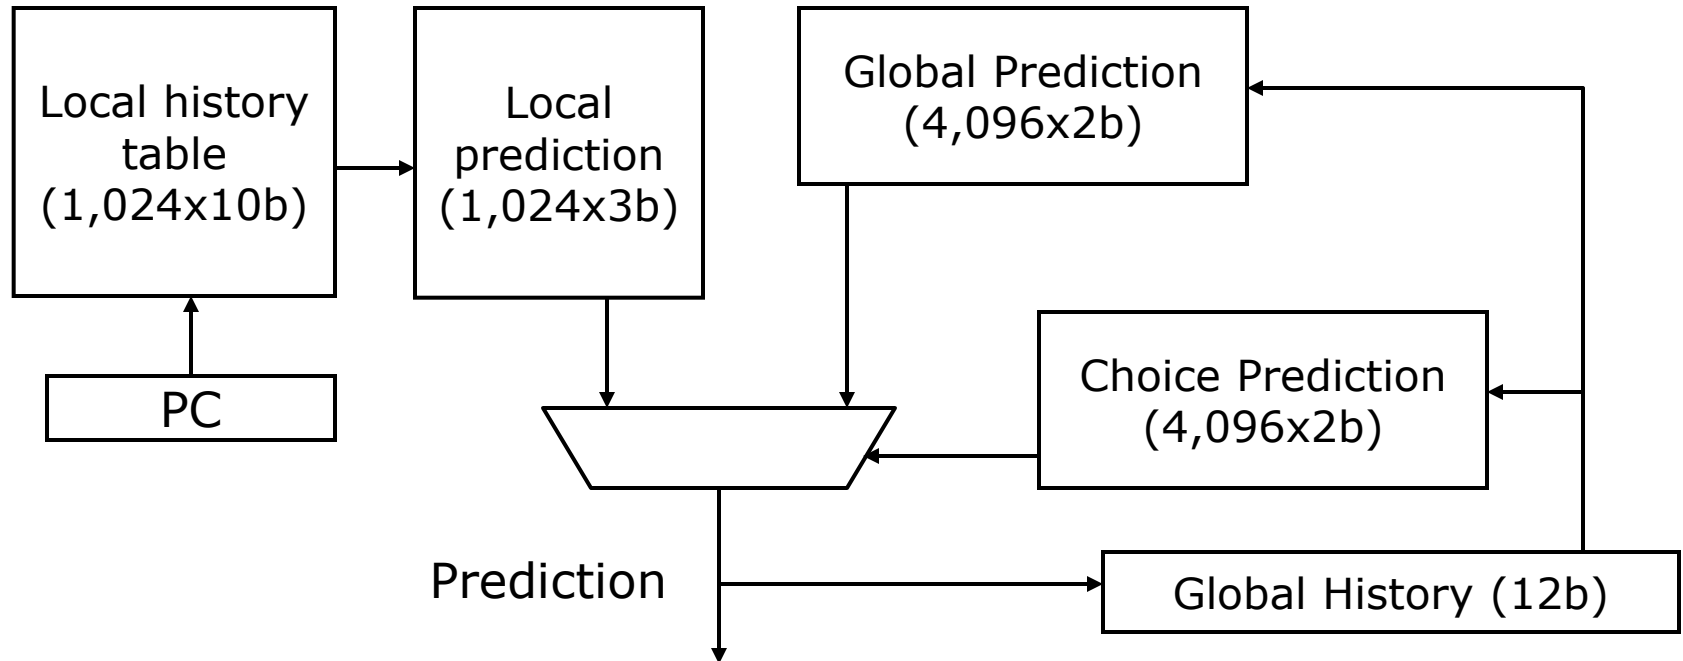 Local history
table
(1,024x10b)
Local
prediction
(1,024x3b)
Global Prediction
(4,096x2b)
PC
Choice Prediction
(4,096x2b)
Prediction
Global History (12b)